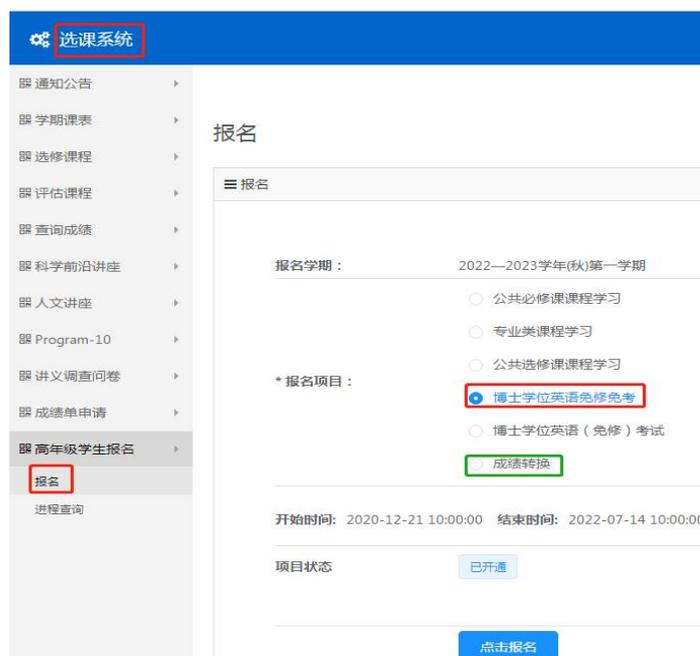 选课系统
通知公告
学期课表
选修课程
评估课程
查询成绩
科学前沿讲座
人文讲座
Program-10
讲义调查问卷
成绩单申请
高年级学生报名
报名
进程查询
报名
报名
报名学期： 2022—2023学年(秋)第一学期
* 报名项目：
公共必修课课程学习
专业类课程学习
公共选修课课程学习
博士学位英语免修免考
博士学位英语（免修）考试
成绩转换
开始时间: 2020-12-21 10:00:00 结束时间: 2022-07-14 10:00:00
项目状态 已开通
点击报名